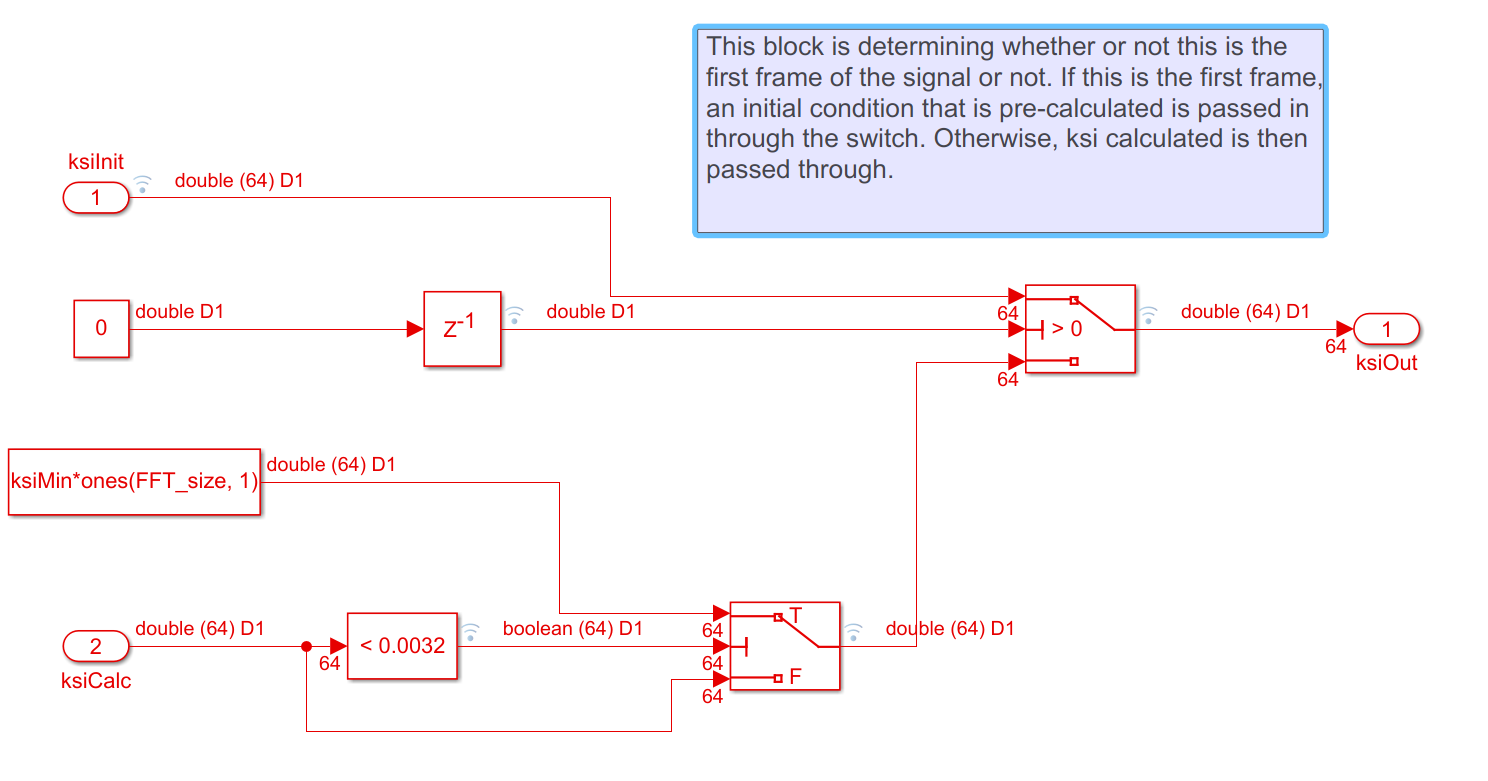 This block is determining whether or not this is the
first frame of the signal or not. If this is the first frame,
an initial condition that is pre-calculated is passed in
through the switch. Otherwise, ksi calculated is then
passed through.
ksiInit
1
double (64) D1
0
double D1
z-1
double D1
64
> 0
64
double (64) D1
64
1
ksiOut
ksiMin*ones(FFT_size, 1)
double (64) D1
2
ksiCalc
double (64) D1
64
< 0.0032
boolean (64) D1
64
64
64
T
F
double (64) D1